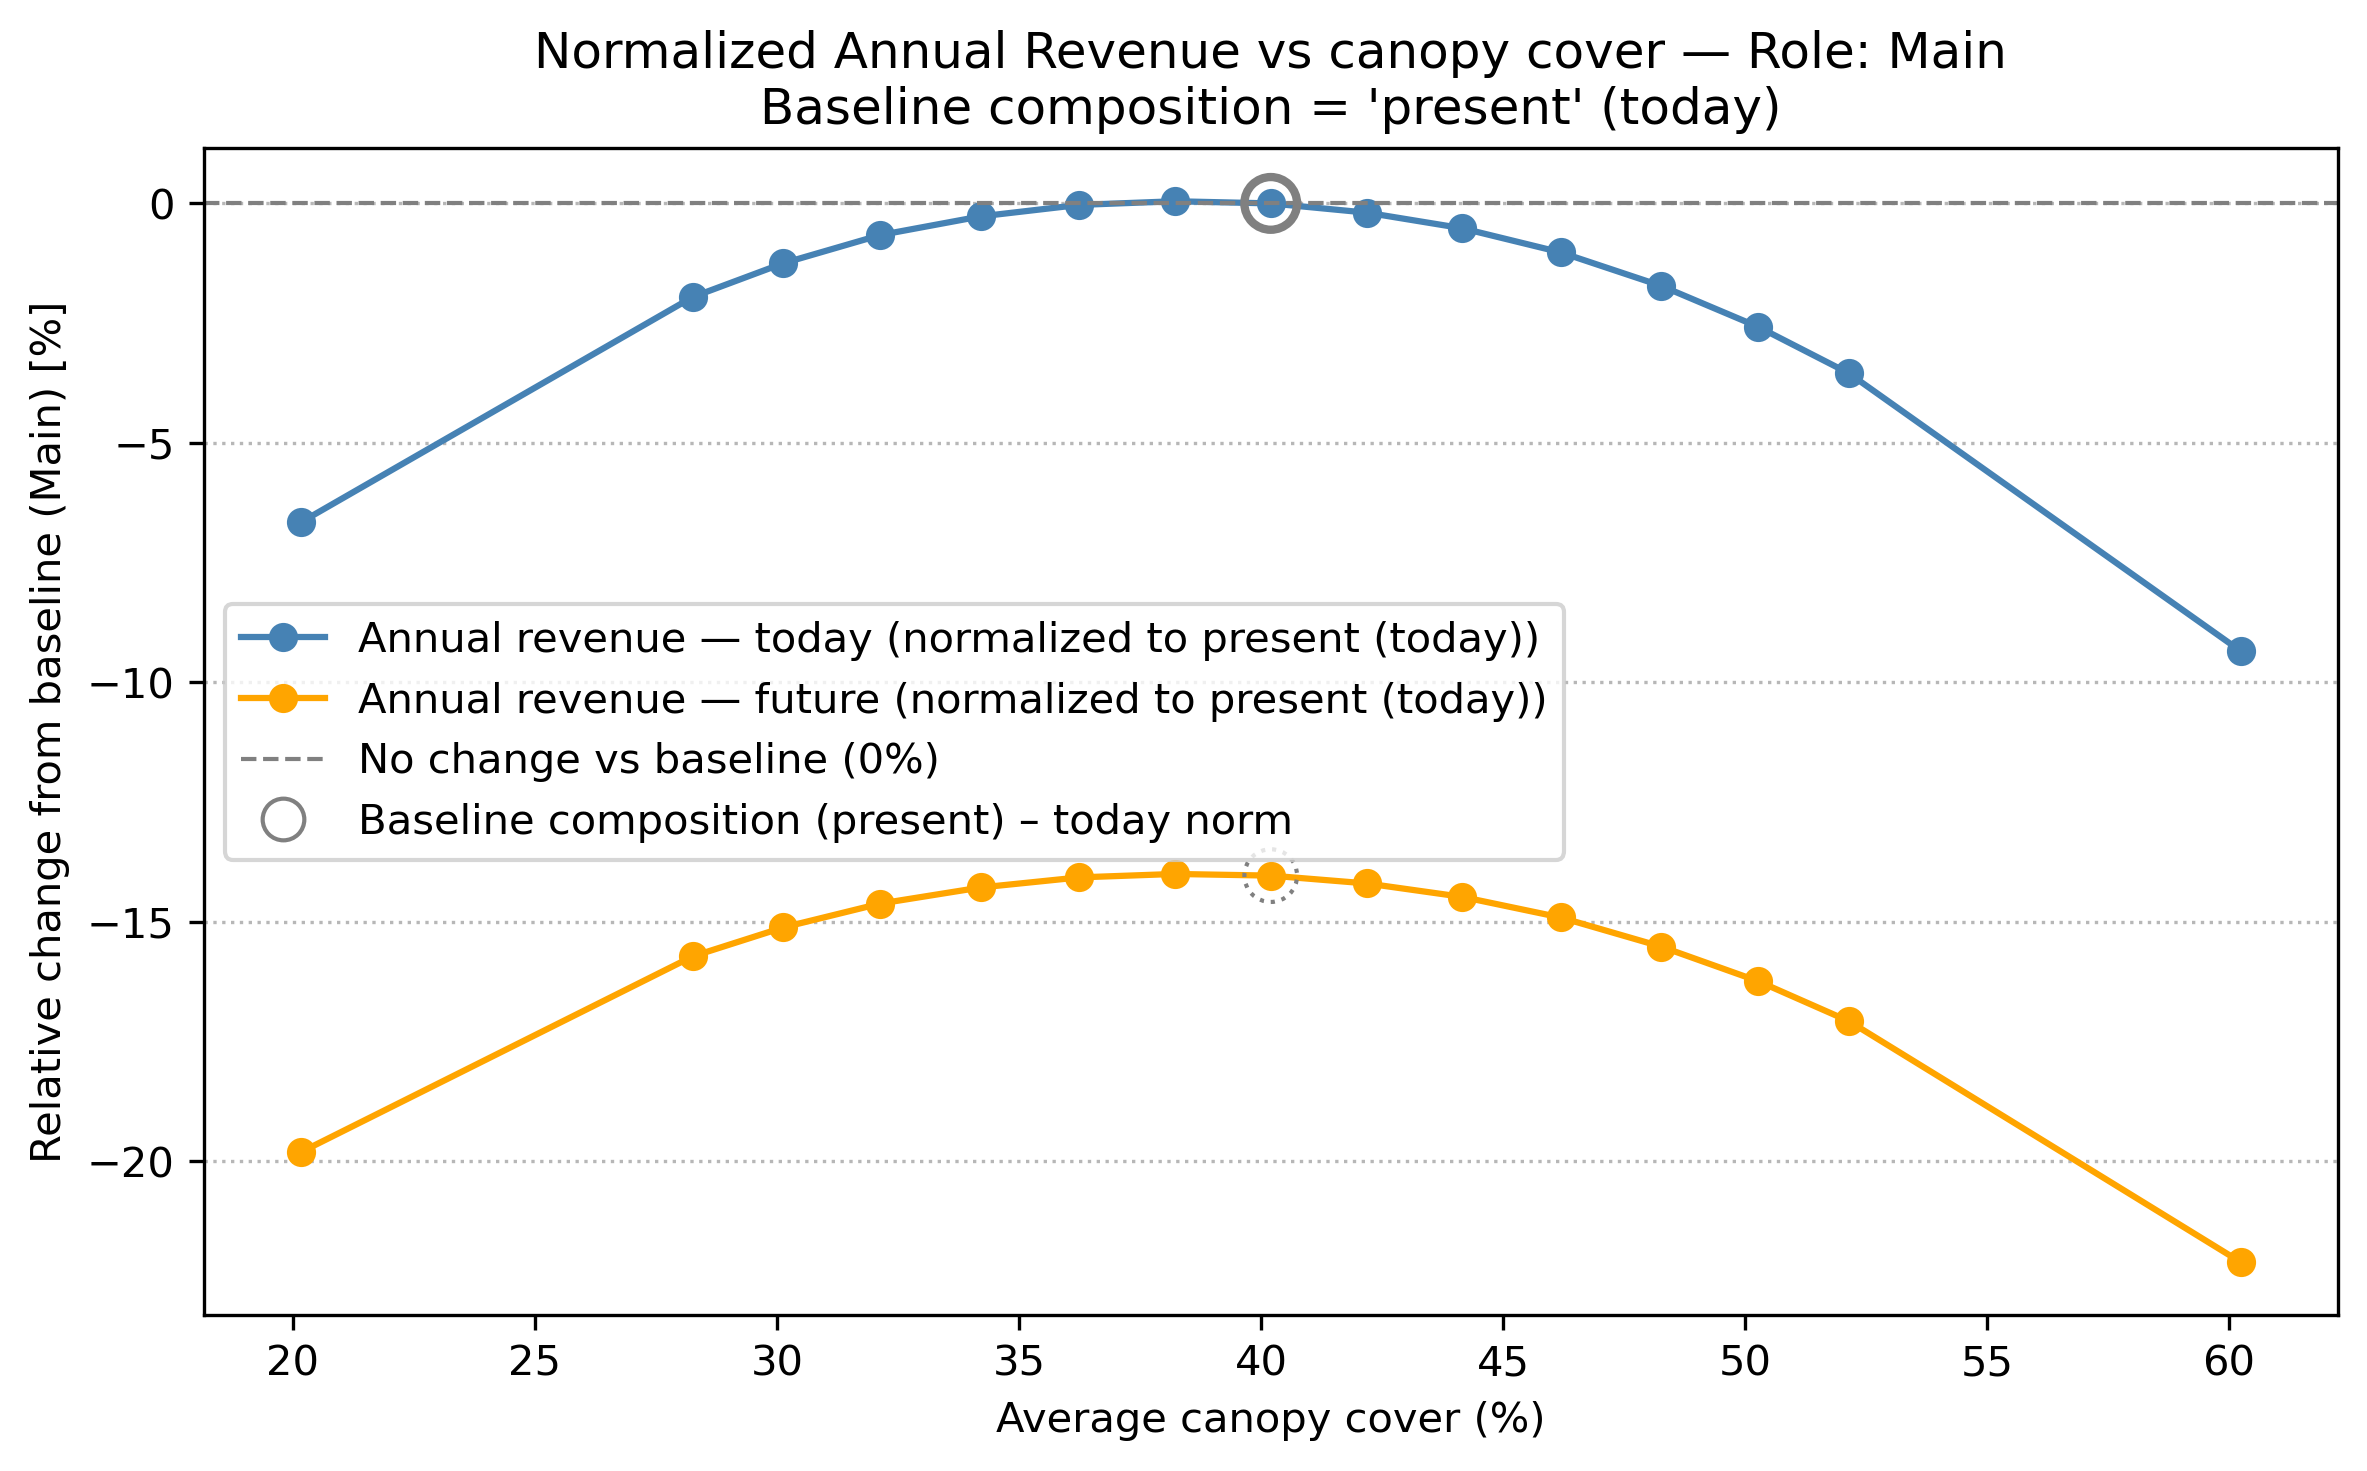 Normalized Annual Revenue vs canopy cover — Role: Main
Baseline composition = 'present' (today)
Relative change from baseline (Main) [%]
0
−5
−10
−15
−20
Annual revenue — today (normalized to present (today))
Annual revenue — future (normalized to present (today))
No change vs baseline (0%)
Baseline composition (present) – today norm
20 25 30 35 40 45 50 55 60
Average canopy cover (%)